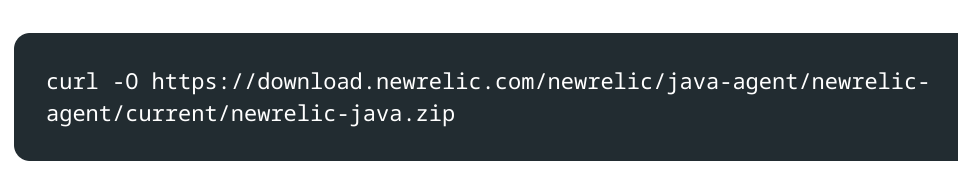 curl -O https://download.newrelic.com/newrelic/java-agent/newrelic-
agent/current/newrelic-java.zip